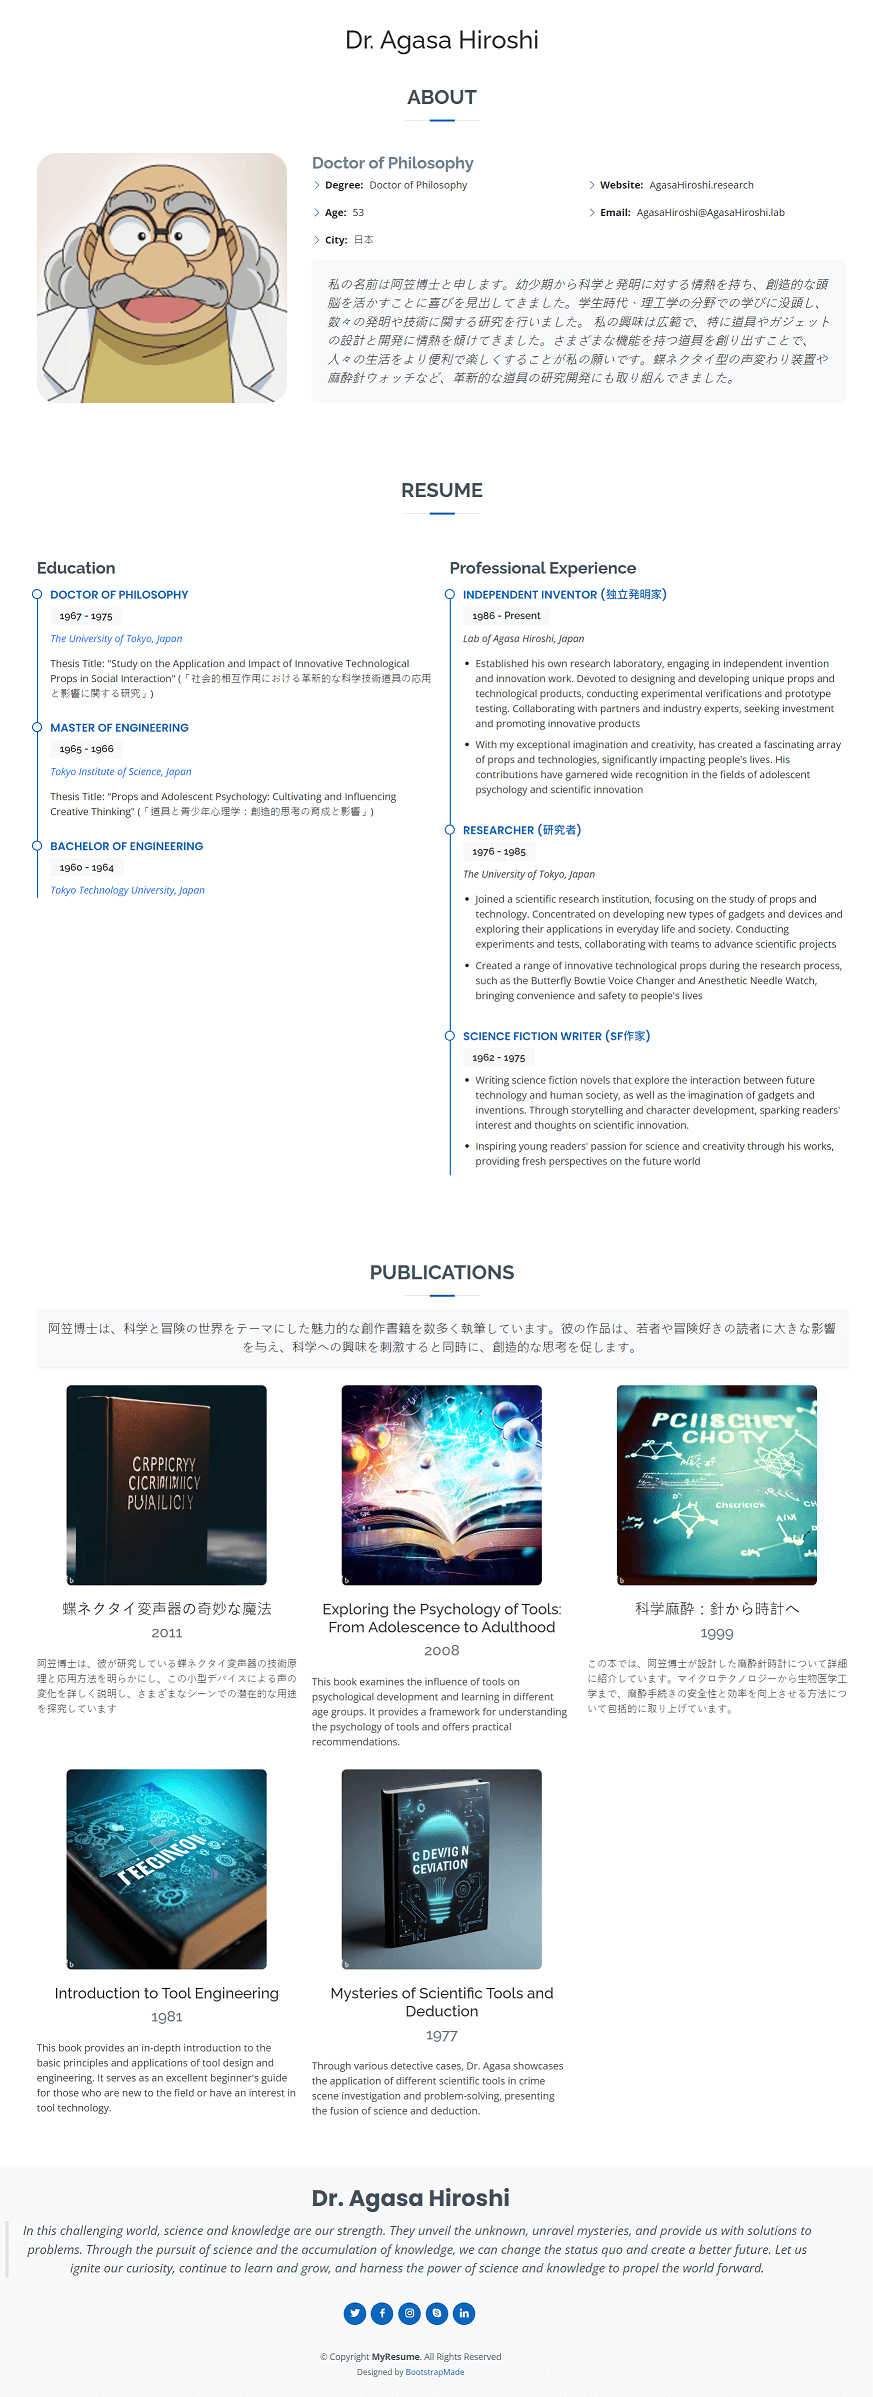 Dr. Agasa Hiroshi
ABOUT
Doctor of Philosophy
Degree: Doctor of Philosophy
Website: AgasaHiroshi.research
Age: 53
Email: AgasaHiroshi@AgasaHiroshi.lab
City: 日本
私の名前は阿笠博士と申します。幼少期から科学と発明に対する情熱を持ち、創造的な頭
脳を活かすことに喜びを見出してきました。学生時代、理工学の分野での学びに没頭し、
数々の発明や技術に関する研究を行いました。 私の興味は広範で、特に道具やガジェット
の設計と開発に情熱を傾けてきました。さまざまな機能を持つ道具を創り出すことで、
人々の生活をより便利で楽しくすることが私の願いです。蝶ネクタイ型の声変わり装置や
麻酔針ウォッチなど、革新的な道具の研究開発にも取り組んできました。
RESUME
Education
DOCTOR OF PHILOSOPHY
1967 - 1975
The University of Tokyo, Japan
Thesis Title: "Study on the Application and Impact of Innovative Technological
Props in Social Interaction" (「社会的相互作用における革新的な科学技術道具の応用
と影響に関する研究」)
MASTER OF ENGINEERING
1965 - 1966
Tokyo Institute of Science, Japan
Thesis Title: "Props and Adolescent Psychology: Cultivating and Influencing
Creative Thinking" (「道具と青少年心理学：創造的思考の育成と影響」)
BACHELOR OF ENGINEERING
1960 - 1964
Tokyo Technology University, Japan
Professional Experience
INDEPENDENT INVENTOR (独立発明家)
1986 - Present
Lab of Agasa Hiroshi, Japan
Established his own research laboratory, engaging in independent invention
and innovation work. Devoted to designing and developing unique props and
technological products, conducting experimental verifications and prototype
testing. Collaborating with partners and industry experts, seeking investment
and promoting innovative products
With my exceptional imagination and creativity, has created a fascinating array
of props and technologies, significantly impacting people's lives. His
contributions have garnered wide recognition in the fields of adolescent
psychology and scientific innovation
RESEARCHER (研究者)
1976 - 1985
The University of Tokyo, Japan
Joined a scientific research institution, focusing on the study of props and
technology. Concentrated on developing new types of gadgets and devices and
exploring their applications in everyday life and society. Conducting
experiments and tests, collaborating with teams to advance scientific projects
Created a range of innovative technological props during the research process,
such as the Butterfly Bowtie Voice Changer and Anesthetic Needle Watch,
bringing convenience and safety to people's lives
SCIENCE FICTION WRITER (SF作家)
1962 - 1975
Writing science fiction novels that explore the interaction between future
technology and human society, as well as the imagination of gadgets and
inventions. Through storytelling and character development, sparking readers'
interest and thoughts on scientific innovation.
Inspiring young readers' passion for science and creativity through his works,
providing fresh perspectives on the future world
PUBLICATIONS
阿笠博士は、科学と冒険の世界をテーマにした魅力的な創作書籍を数多く執筆しています。彼の作品は、若者や冒険好きの読者に大きな影響
を与え、科学への興味を刺激すると同時に、創造的な思考を促します。
蝶ネクタイ変声器の奇妙な魔法
2011
阿笠博士は、彼が研究している蝶ネクタイ変声器の技術原
理と応用方法を明らかにし、この小型デバイスによる声の
変化を詳しく説明し、さまざまなシーンでの潜在的な用途
を探究しています
Exploring the Psychology of Tools:
From Adolescence to Adulthood
2008
This book examines the influence of tools on
psychological development and learning in different
age groups. It provides a framework for understanding
the psychology of tools and offers practical
recommendations.
PCIISCHCY
CHOTY
科学麻酔：針から時計へ
1999
この本では、阿笠博士が設計した麻酔針時計について詳細
に紹介しています。マイクロテクノロジーから生物医学工
学まで、麻酔手続きの安全性と効率を向上させる方法につ
いて包括的に取り上げています。
Introduction to Tool Engineering
1981
This book provides an in-depth introduction to the
basic principles and applications of tool design and
engineering. It serves as an excellent beginner's guide
for those who are new to the field or have an interest in
tool technology.
C DEVIGN
CEVIATION
Mysteries of Scientific Tools and
Deduction
1977
Through various detective cases, Dr. Agasa showcases
the application of different scientific tools in crime
scene investigation and problem-solving, presenting
the fusion of science and deduction.
Dr. Agasa Hiroshi
In this challenging world, science and knowledge are our strength. They unveil the unknown, unravel mysteries, and provide us with solutions to
problems. Through the pursuit of science and the accumulation of knowledge, we can change the status quo and create a better future. Let us
ignite our curiosity, continue to learn and grow, and harness the power of science and knowledge to propel the world forward.
© Copyright MyResume. All Rights Reserved
Designed by BootstrapMade